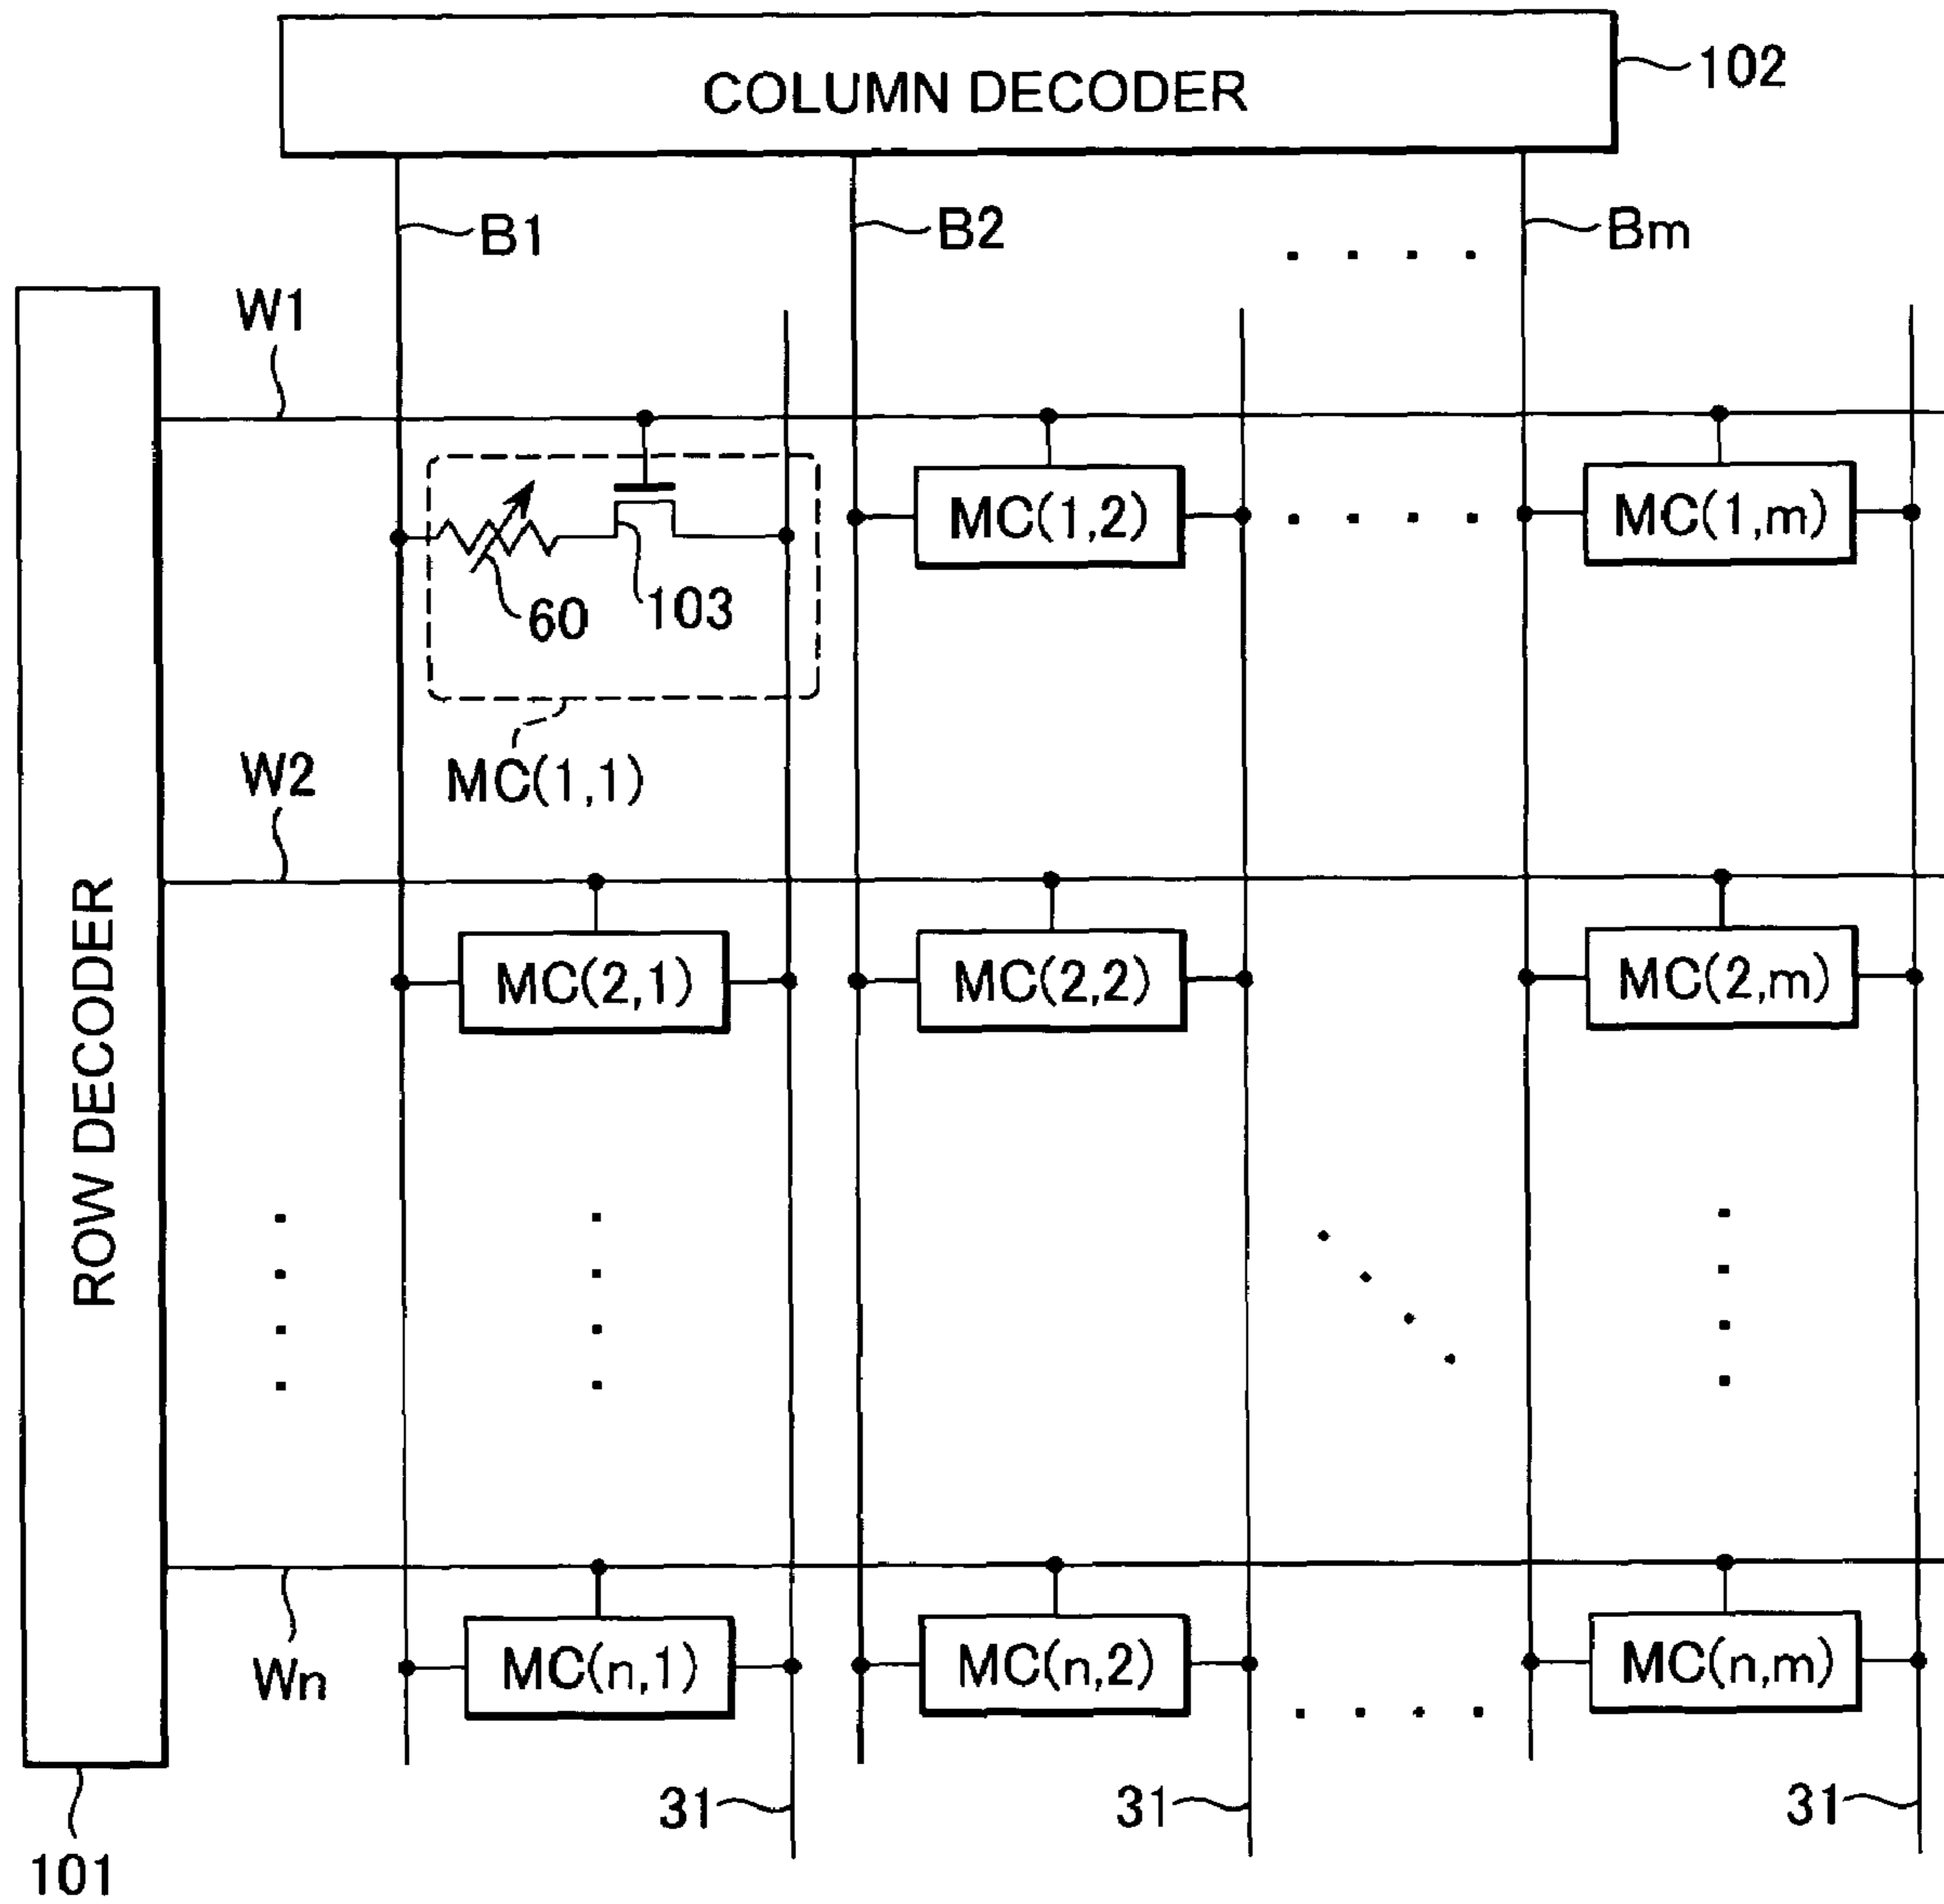 COLUMN DECODER
102
B1
B2
Bm
W1
MC(1,2)
MC(1,m)
60
103
MC(1,1)
W2
ROW DECODER
MC(2,1)
MC(2,2)
MC(2,m)
Wn
MC(n,1)
MC(n,2)
MC(n,m)
31
31
31
101